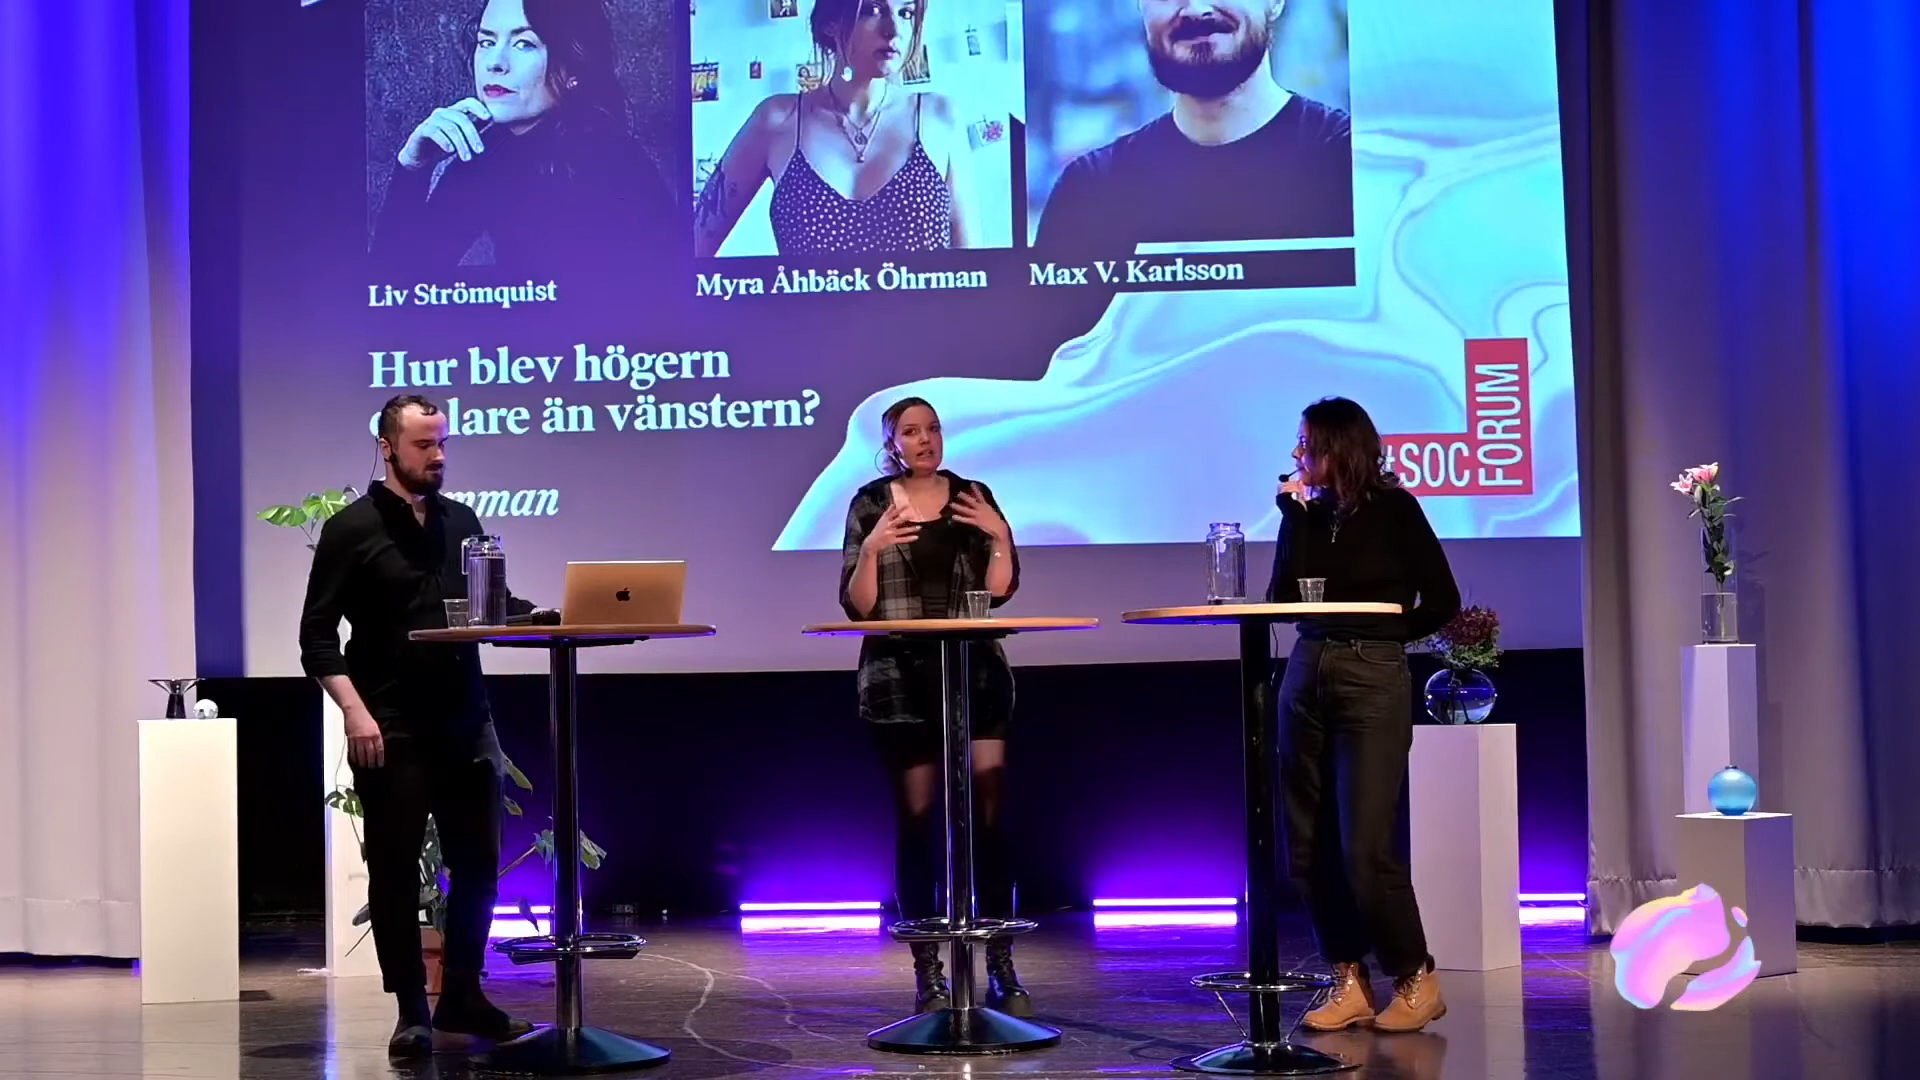 Liv Strömquist
Myra Åhbäck Öhrman
Max V. Karlsson
Hur blev högern
än vänstern?
#SOC
FORUM